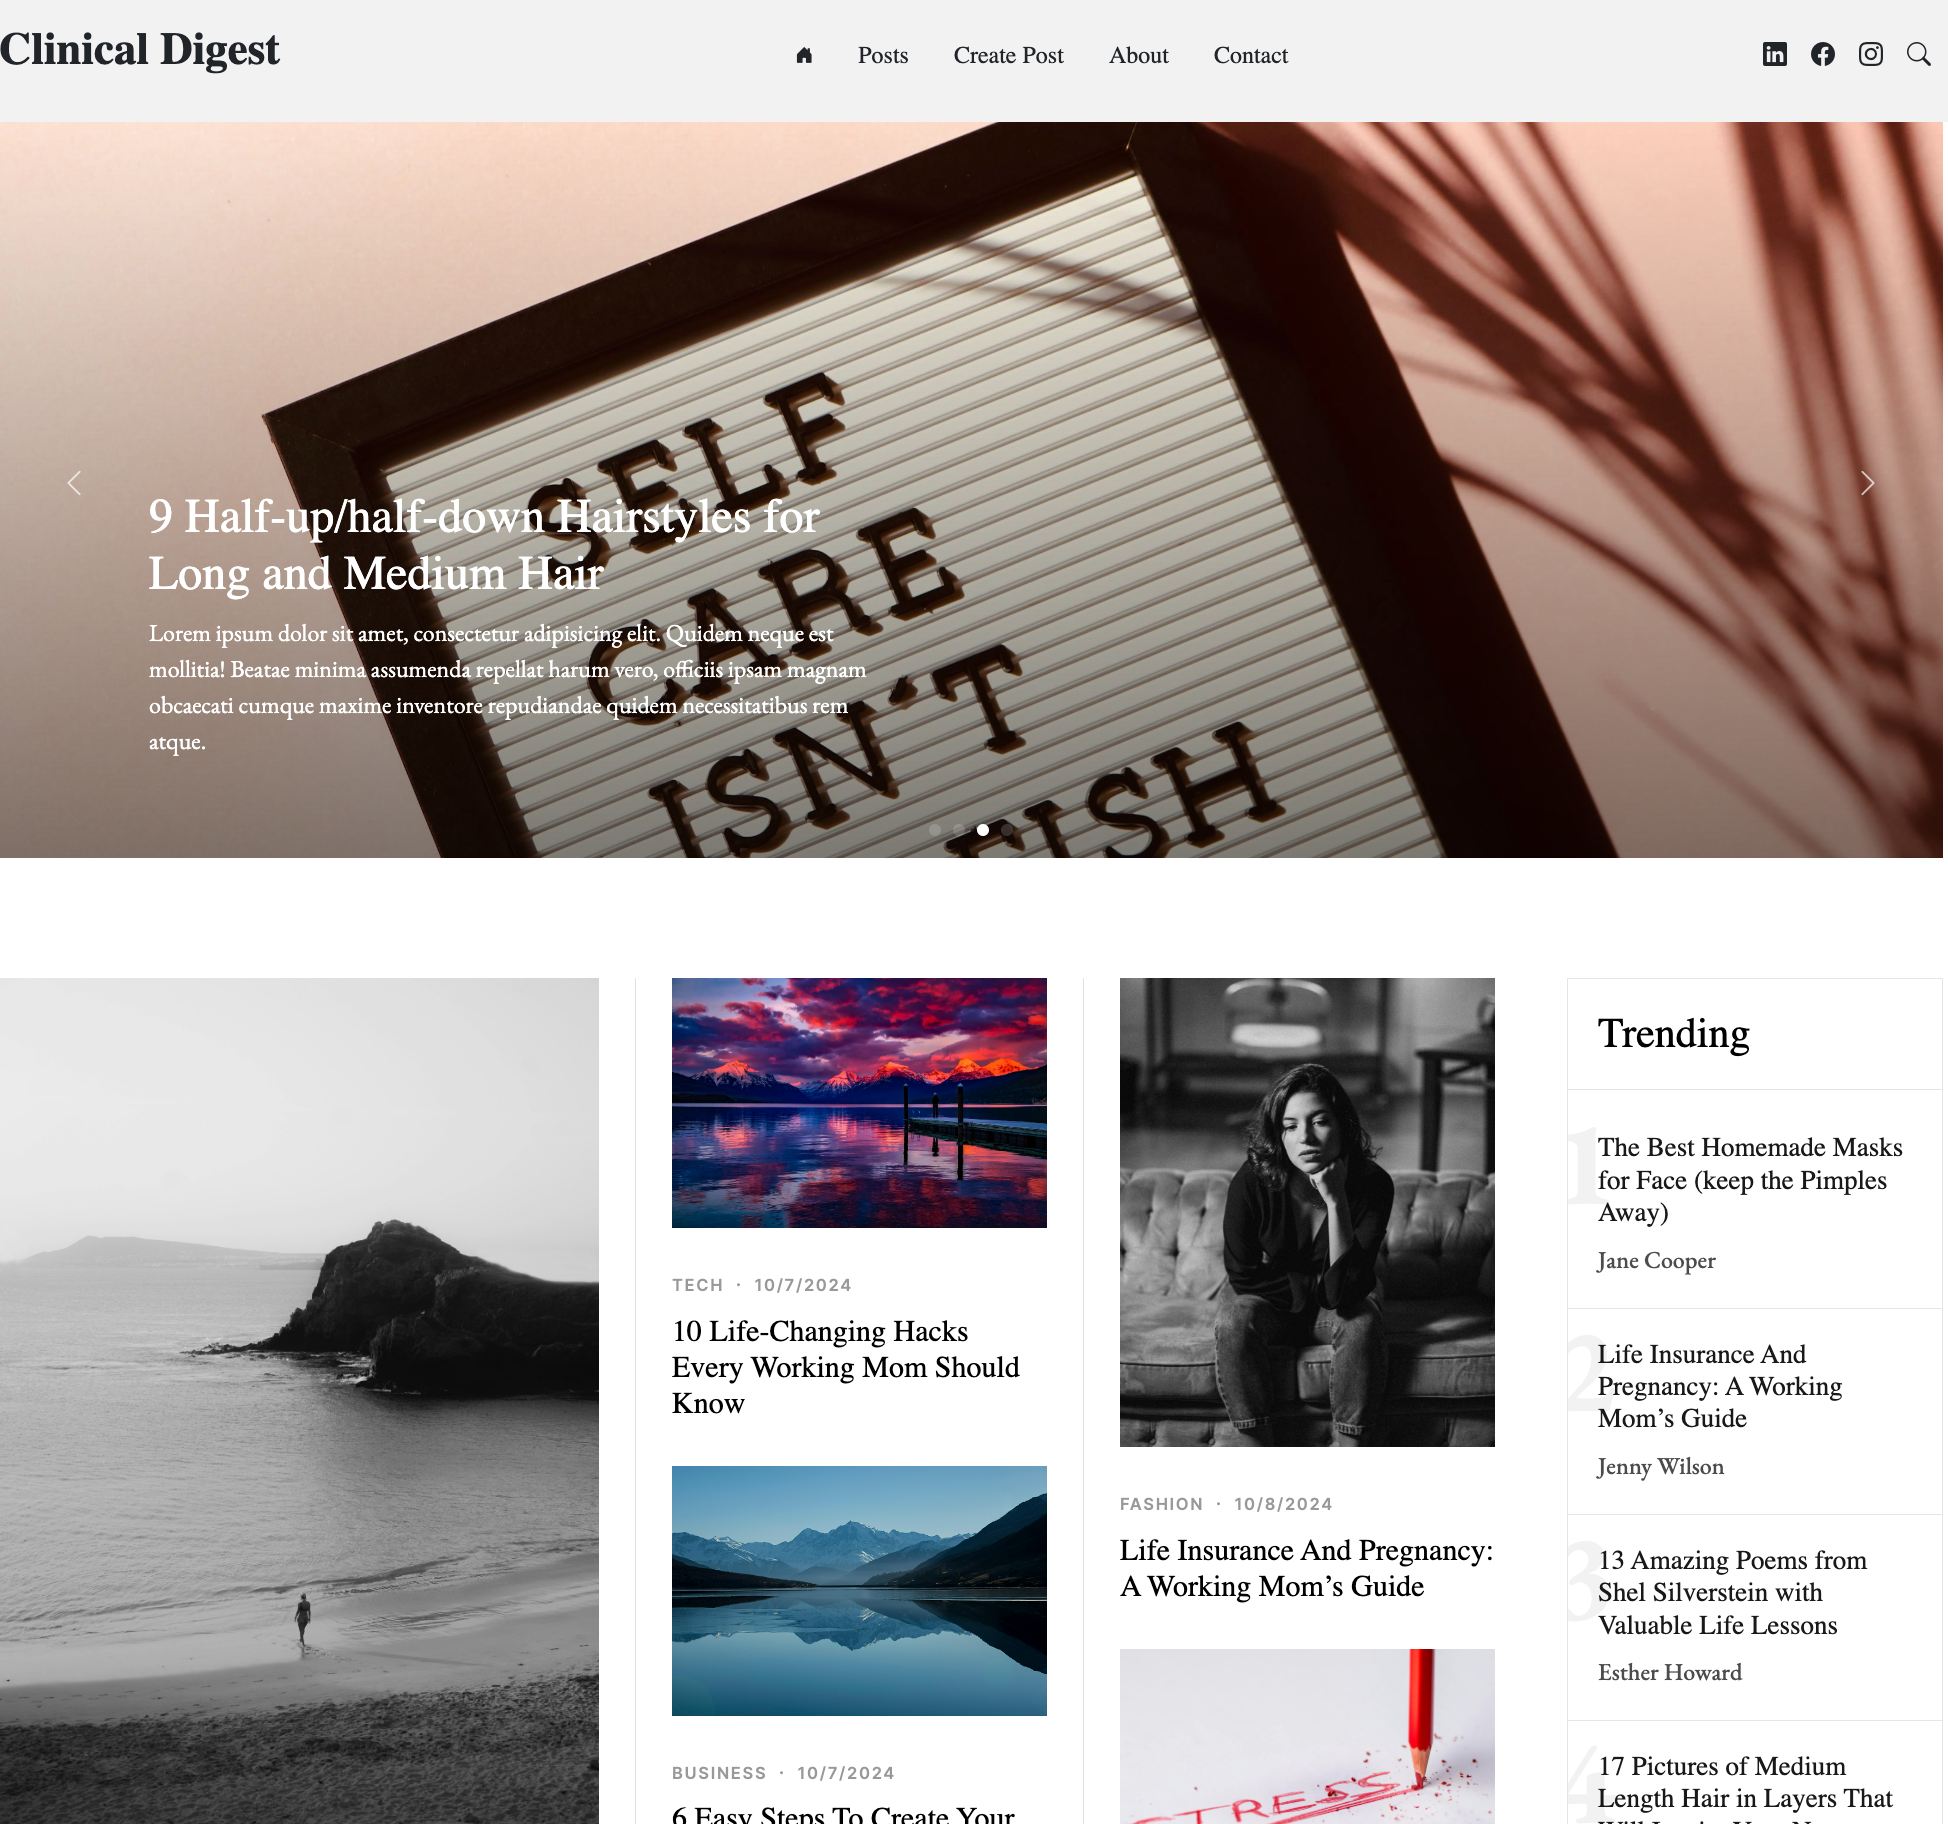 Clinical Digest
Posts
Create Post
About
Contact
SELF
CARE
ISN'T
9 Half-up/half-down Hairstyles for
Long and Medium Hair
Lorem ipsum dolor sit amet, consectetur adipisicing elit. Quidem neque est
mollitia! Beatae minima assumenda repellat harum vero, officiis ipsam magnam
obcaecati cumque maxime inventore repudiandae quidem necessitatibus rem
atque.
TECH · 10/7/2024
10 Life-Changing Hacks
Every Working Mom Should
Know
BUSINESS · 10/7/2024
6 Easy Steps To Create Your
FASHION · 10/8/2024
Life Insurance And Pregnancy:
A Working Mom’s Guide
STRESS
Trending
1
The Best Homemade Masks
for Face (keep the Pimples
Away)
Jane Cooper
2
Life Insurance And
Pregnancy: A Working
Mom’s Guide
Jenny Wilson
3
13 Amazing Poems from
Shel Silverstein with
Valuable Life Lessons
Esther Howard
4
17 Pictures of Medium
Length Hair in Layers That